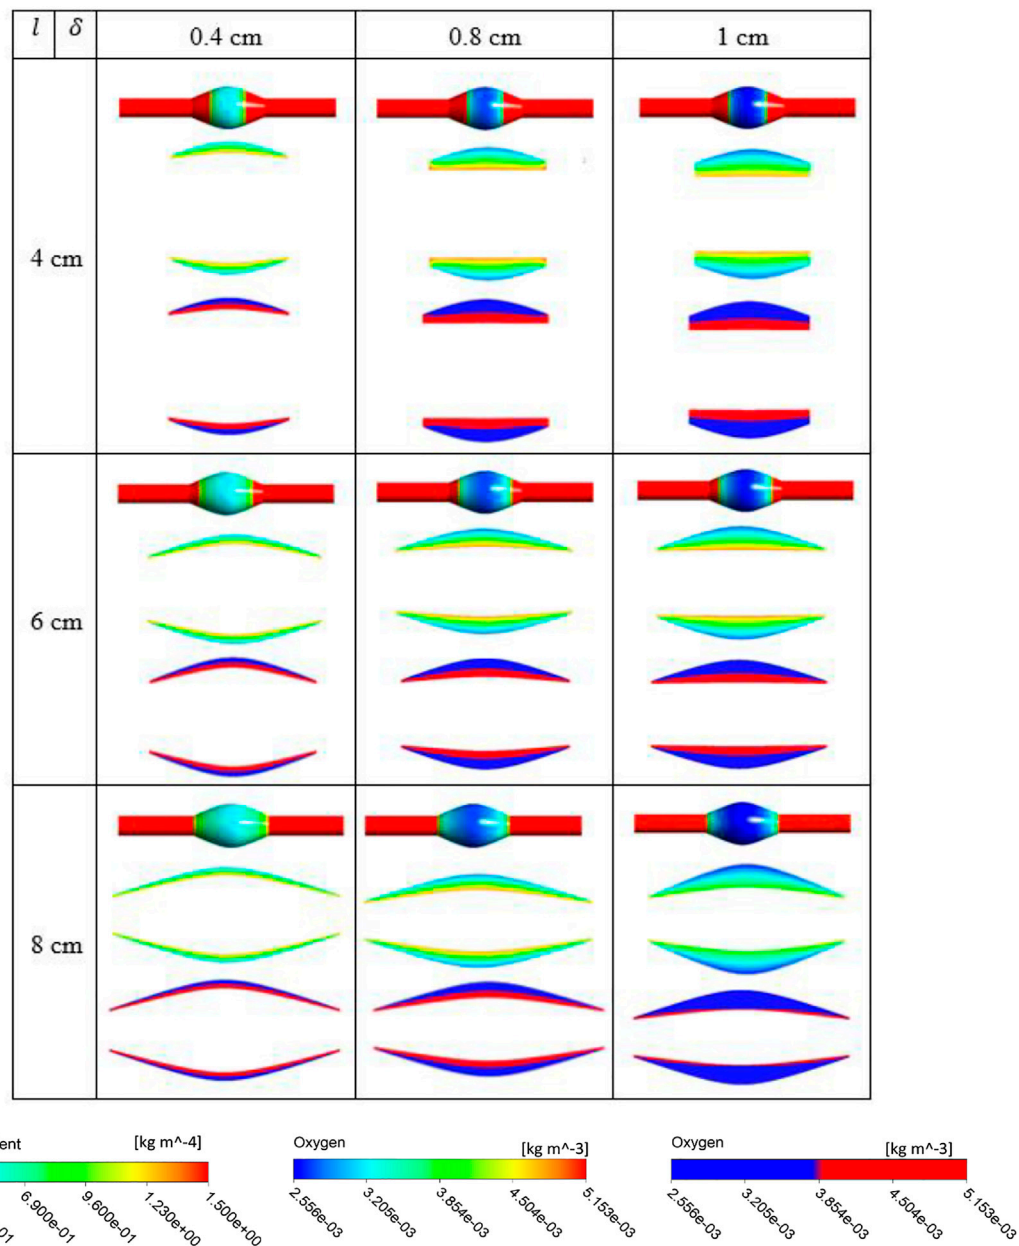 l δ 0.4 cm 0.8 cm 1 cm
4 cm
6 cm
8 cm
ent [kg m^-4]
6.900e-01 9.600e-01 1.230e+00 1.500e+00
01
Oxygen [kg m^-3]
2.556e-03 3.205e-03 3.854e-03 4.504e-03 5.153e-03
Oxygen [kg m^-3]
2.556e-03 3.205e-03 3.854e-03 4.504e-03 5.153e-03